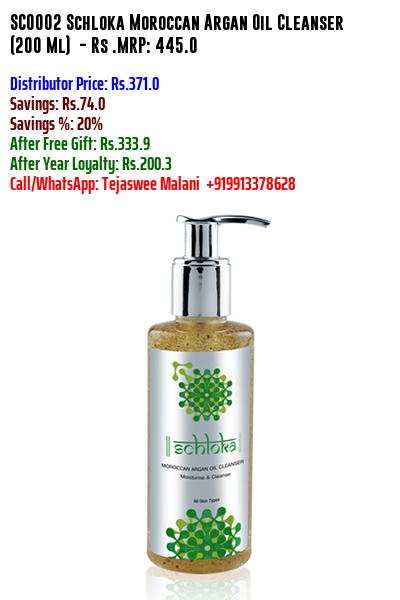 SCO002 Schloka Moroccan Argan Oil Cleanser
(200 Ml) - Rs .MRP: 445.0
Distributor Price: Rs.371.0
Savings: Rs.74.0
Savings %: 20%
After Free Gift: Rs.333.9
After Year Loyalty: Rs.200.3
Call/WhatsApp: Tejaswee Malani +919913378628
schloka
MOROCCAN ARGAN OIL CLEANSER
Moisturise & Cleanse
All Skin Types